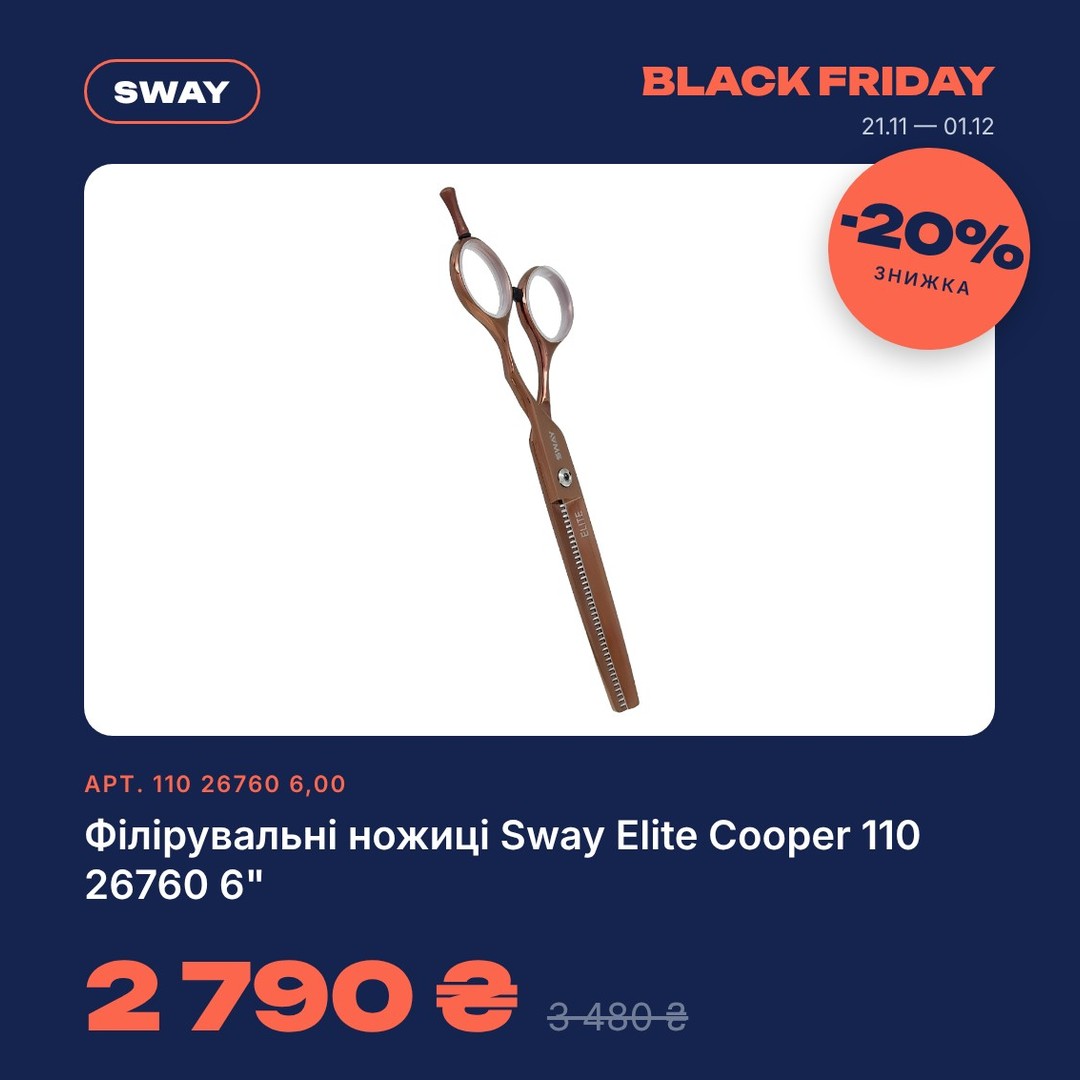 SWAY
BLACK FRIDAY
21.11 — 01.12
-20%
ЗНИЖКА
SWAY
ELITE
АРТ. 110 26760 6,00
Філірувальні ножиці Sway Elite Cooper 110
26760 6"
2 790 ₴ 3 480 ₴